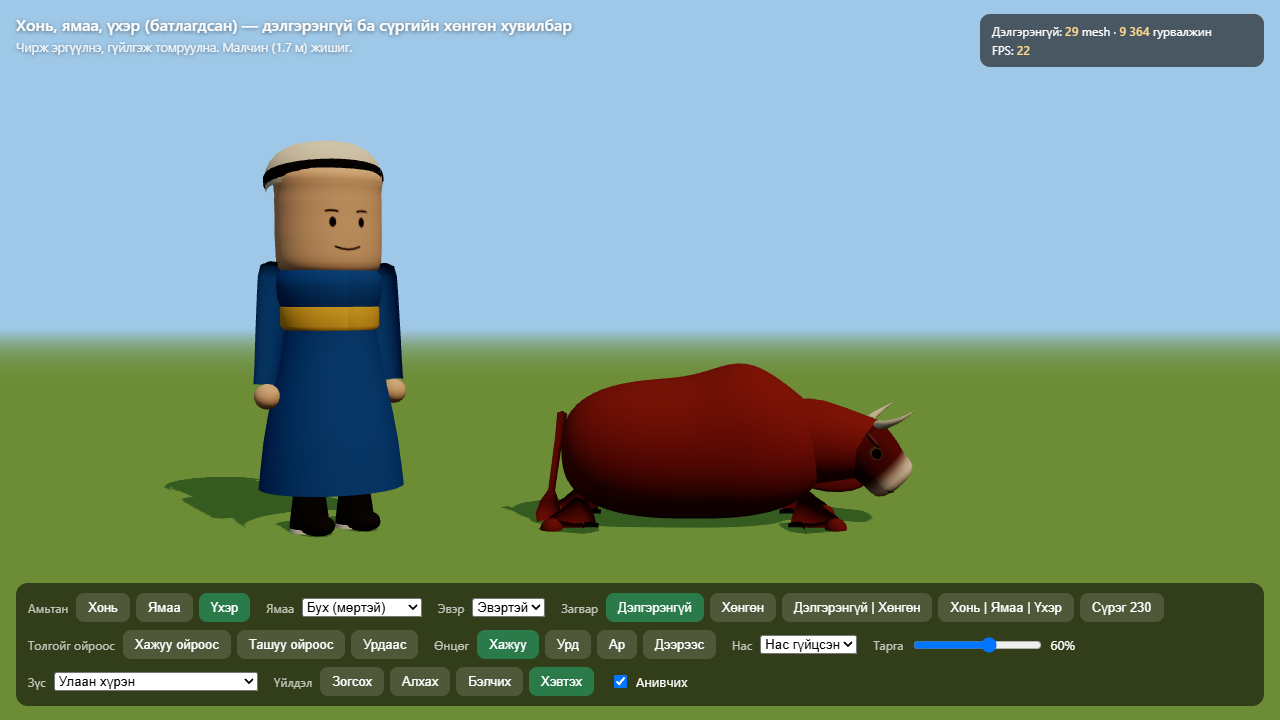 Хонь, ямаа, үхэр (батлагдсан) — дэлгэрэнгүй ба сүргийн хөнгөн хувилбар
Чирж эргүүлнэ, гүйлгэж томруулна. Малчин (1.7 м) жишиг.
Дэлгэрэнгүй: 29 mesh · 9 364 гурвалжин
FPS: 22
Амьтан Хонь Ямаа Үхэр Ямаа Бух (мөртэй) Эвэр Эвэртэй Загвар Дэлгэрэнгүй Хөнгөн Дэлгэрэнгүй | Хөнгөн Хонь | Ямаа | Үхэр Сүрэг 230
Толгойг ойроос Хажуу ойроос Ташуу ойроос Урдаас Өнцөг Хажуу Урд Ар Дээрээс Нас Нас гүйцсэн Тарга 60%
Зүс Улаан хүрэн Үйлдэл Зогсох Алхах Бэлчих Хэвтэх Анивчих